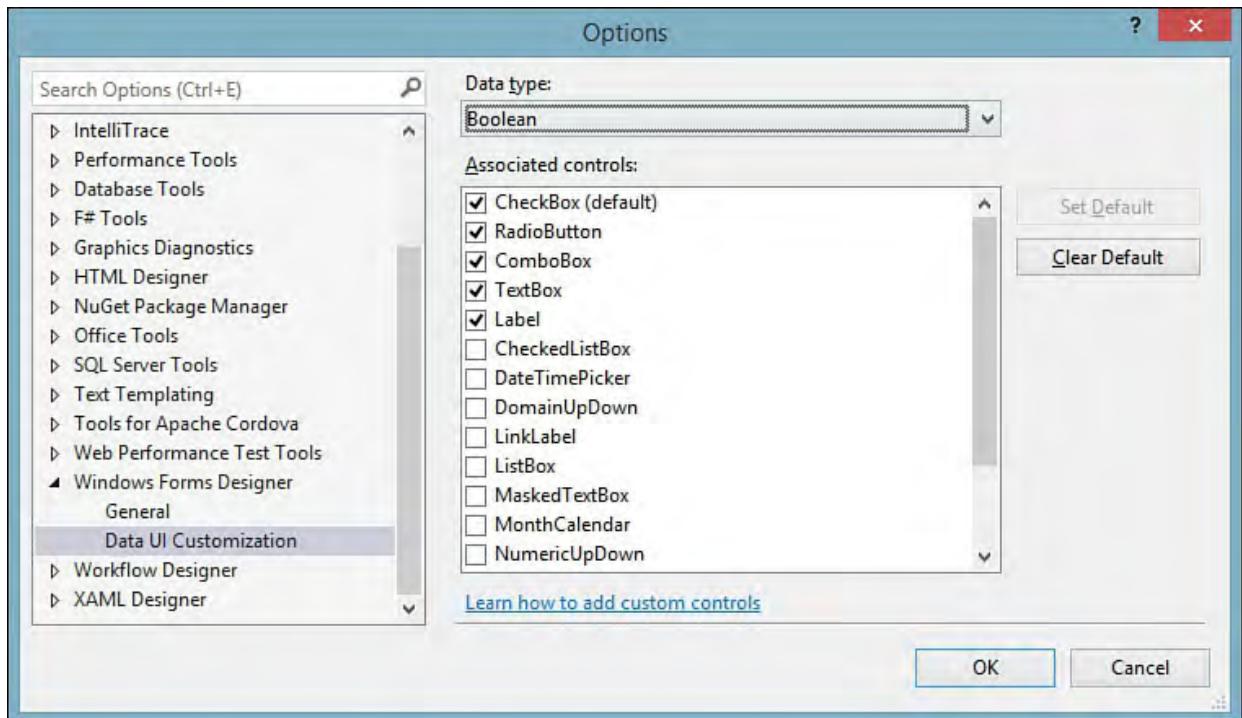 Options
?
Search Options (Ctrl+E)
IntelliTrace
Performance Tools
Database Tools
F# Tools
Graphics Diagnostics
HTML Designer
NuGet Package Manager
Office Tools
SQL Server Tools
Text Templating
Tools for Apache Cordova
Web Performance Test Tools
Windows Forms Designer
General
Data UI Customization
Workflow Designer
XAML Designer
Data type:
Boolean
Associated controls:
CheckBox (default)
RadioButton
ComboBox
TextBox
Label
CheckedListBox
DateTimePicker
DomainUpDown
LinkLabel
ListBox
MaskedTextBox
MonthCalendar
NumericUpDown
Set Default
Clear Default
Learn how to add custom controls
OK
Cancel